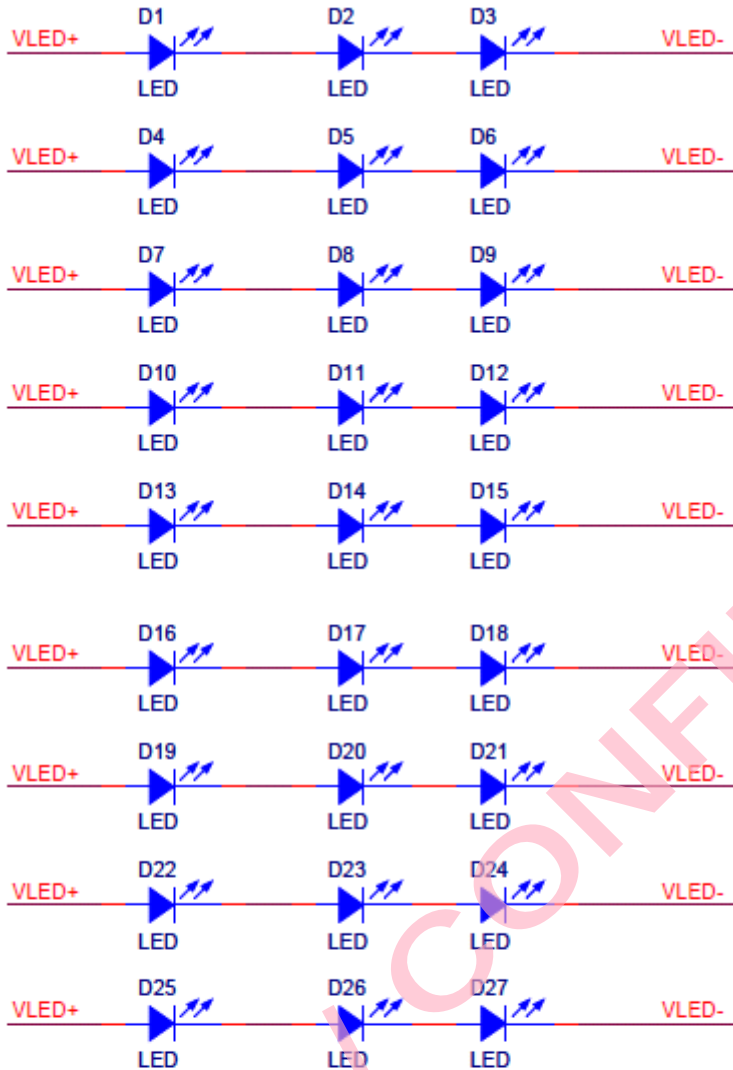 D1 D2 D3
VLED+ VLED-
LED LED LED
D4 D5 D6
VLED+ VLED-
LED LED LED
D7 D8 D9
VLED+ VLED-
LED LED LED
D10 D11 D12
VLED+ VLED-
LED LED LED
D13 D14 D15
VLED+ VLED-
LED LED LED
D16 D17 D18
VLED+ VLED-
LED LED LED
D19 D20 D21
VLED+ VLED-
LED LED LED
D22 D23 D24
VLED+ VLED-
LED LED LED
D25 D26 D27
VLED+ VLED-
LED LED LED